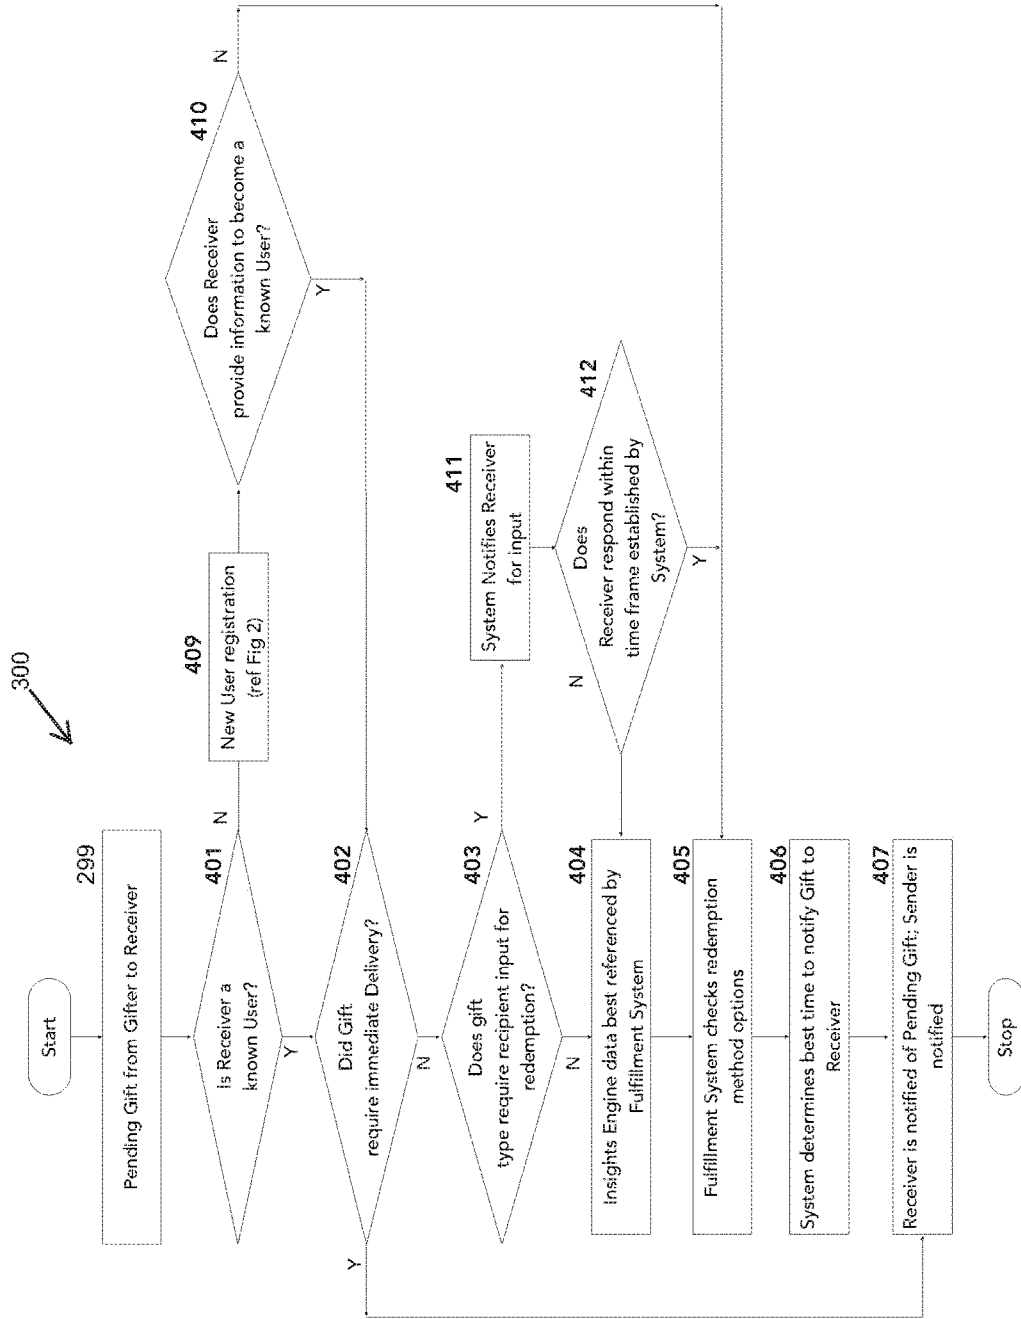 300
Start
299
Pending Gift from Gifter to Receiver
401
Is Receiver a
known User?
N
Y
409
New User registration
(ref Fig 2)
410
Does Receiver
provide information to become a
known User?
N
Y
402
Did Gift
require immediate Delivery?
Y
N
403
Does gift
type require recipient input for
redemption?
Y
N
411
System Notifies Receiver
for input
412
Does
Receiver respond within
time frame established by
System?
N
Y
404
Insights Engine data best referenced by
Fulfillment System
405
Fulfillment System checks redemption
method options
406
System determines best time to notify Gift to
Receiver
407
Receiver is notified of Pending Gift; Sender is
notified
Stop